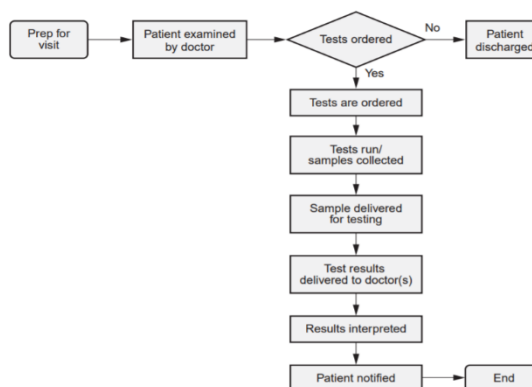 Prep for
visit
Patient examined
by doctor
Tests ordered
No
Patient
discharged
Yes
Tests are ordered
Tests run/
samples collected
Sample delivered
for testing
Test results
delivered to doctor(s)
Results interpreted
Patient notified
End